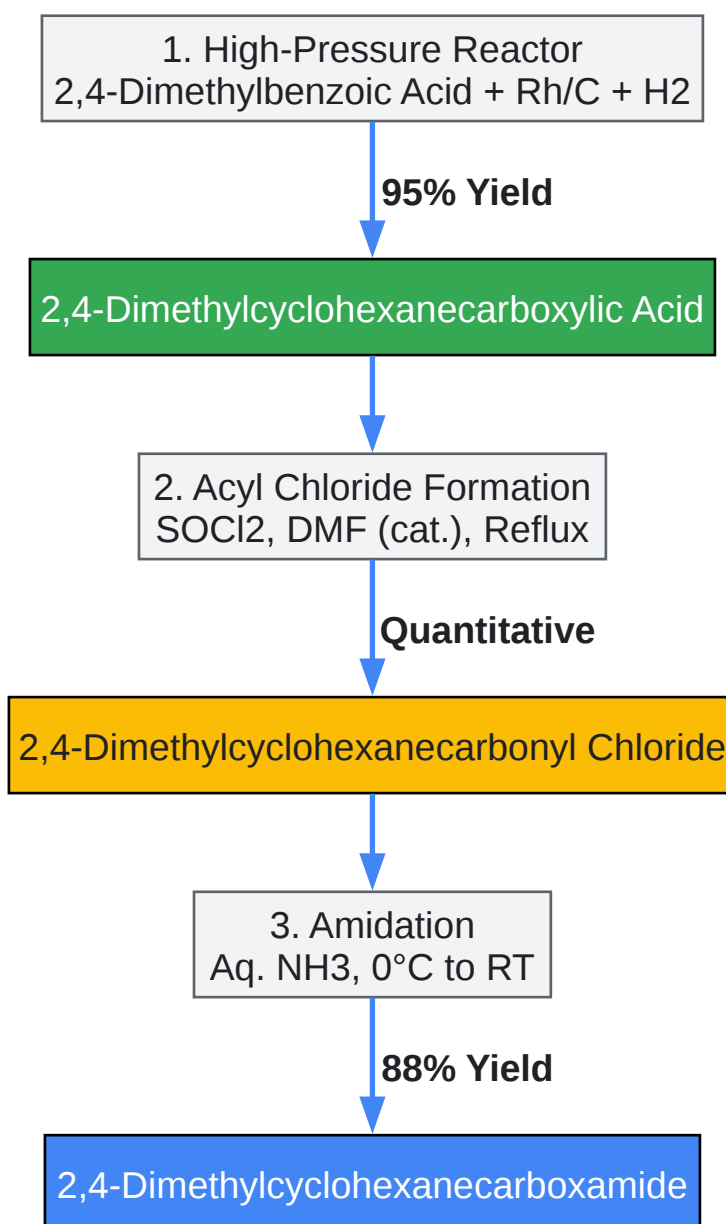 1. High-Pressure Reactor
2,4-Dimethylbenzoic Acid + Rh/C + H2
95% Yield
2,4-Dimethylcyclohexanecarboxylic Acid
2. Acyl Chloride Formation
SOCl2, DMF (cat.), Reflux
Quantitative
2,4-Dimethylcyclohexanecarbonyl Chloride
3. Amidation
Aq. NH3, 0°C to RT
88% Yield
2,4-Dimethylcyclohexanecarboxamide